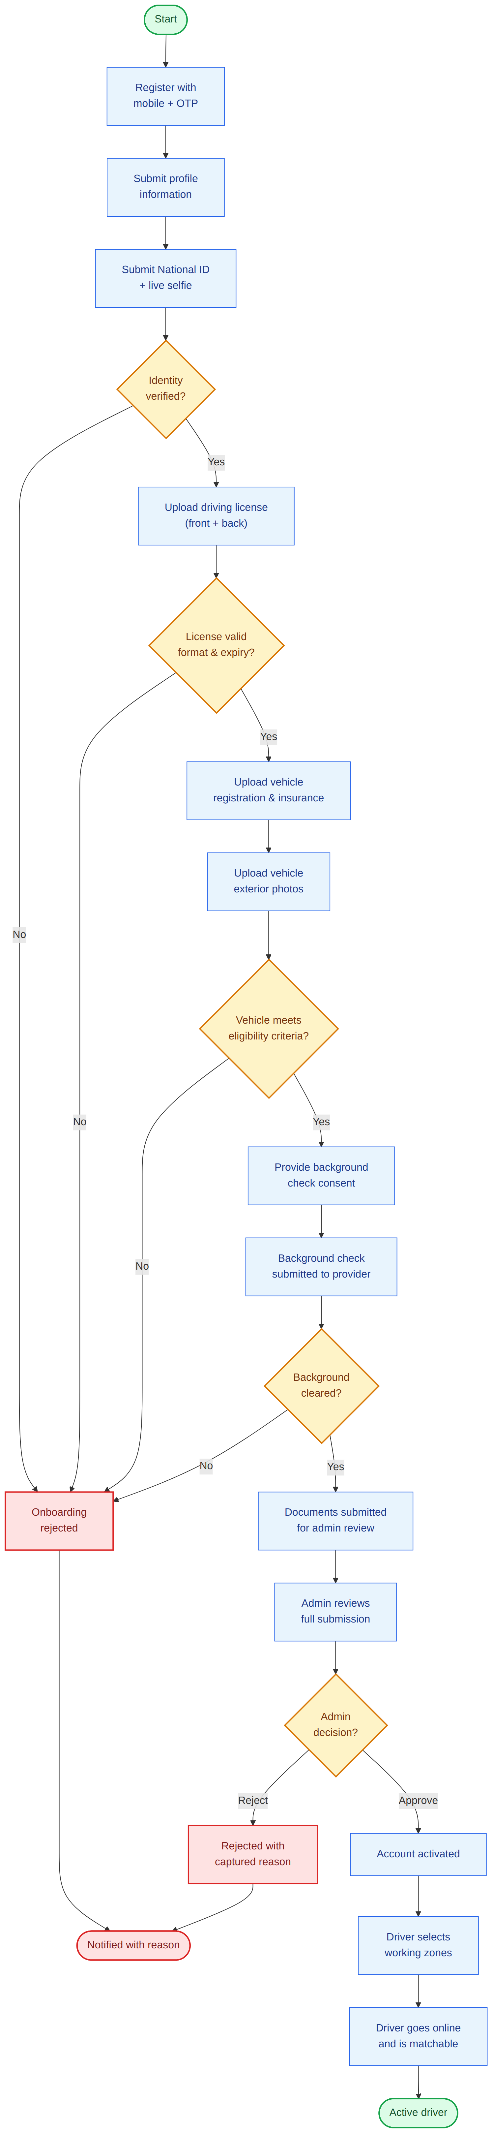 Start
Register with
mobile + OTP
Submit profile
information
Submit National ID
+ live selfie
Identity
verified?
Yes
Upload driving license
(front + back)
License valid
format & expiry?
Yes
Upload vehicle
registration & insurance
Upload vehicle
exterior photos
No
Vehicle meets
eligibility criteria?
No
Yes
Provide background
check consent
No
Background check
submitted to provider
Background
cleared?
No
Yes
Onboarding
rejected
Documents submitted
for admin review
Admin reviews
full submission
Admin
decision?
Reject
Approve
Rejected with
captured reason
Account activated
Notified with reason
Driver selects
working zones
Driver goes online
and is matchable
Active driver